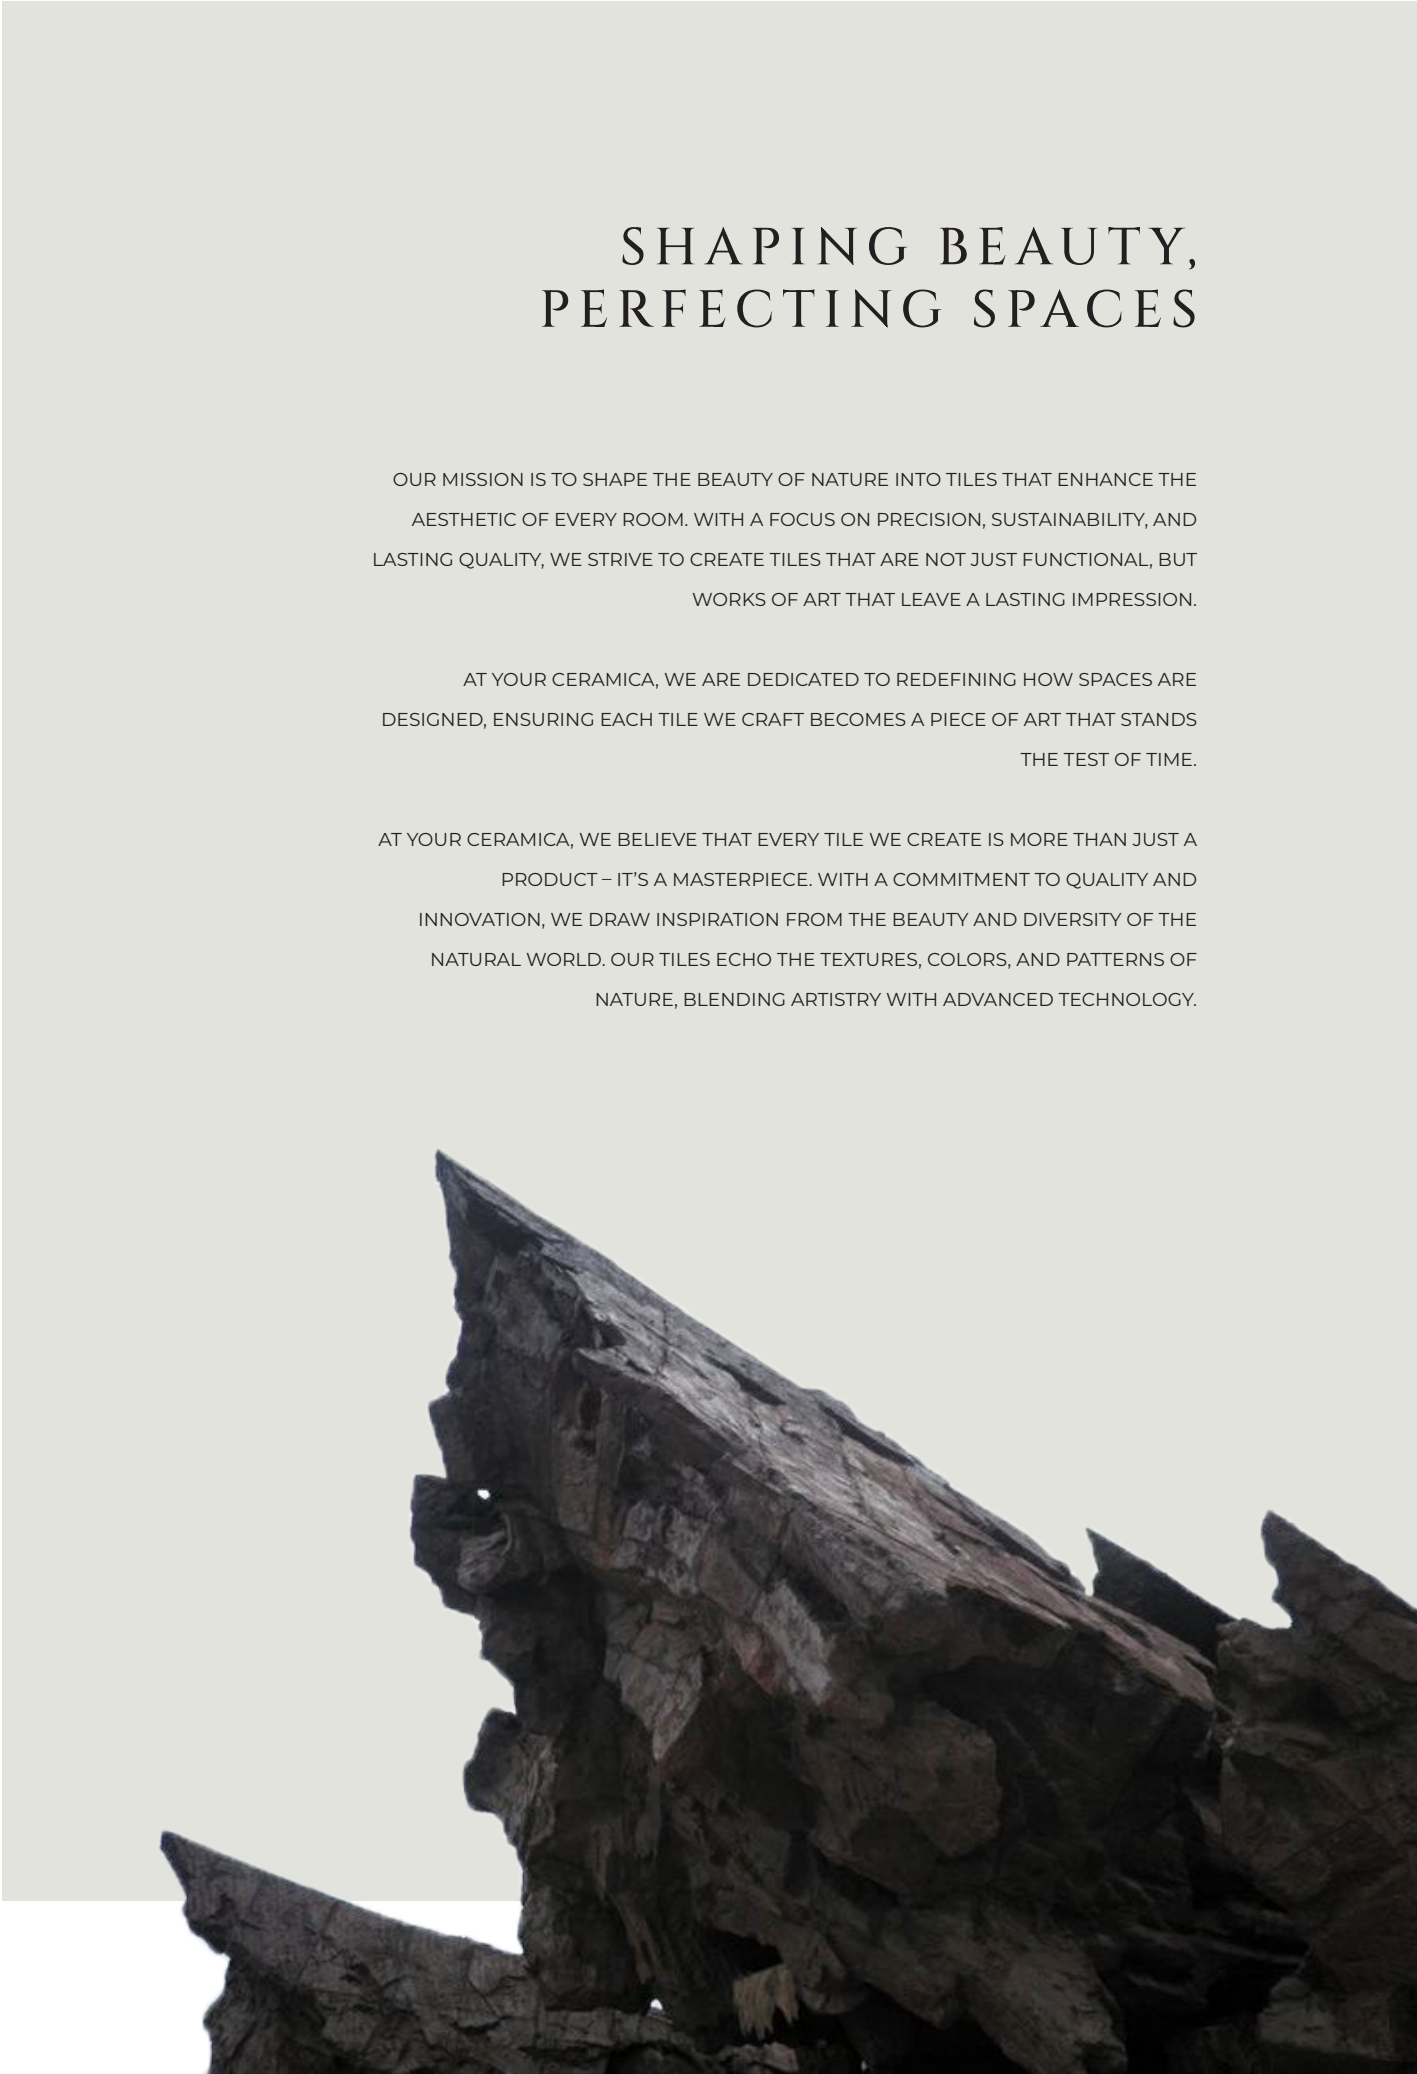 SHAPING BEAUTY,
PERFECTING SPACES
OUR MISSION IS TO SHAPE THE BEAUTY OF NATURE INTO TILES THAT ENHANCE THE
AESTHETIC OF EVERY ROOM. WITH A FOCUS ON PRECISION, SUSTAINABILITY, AND
LASTING QUALITY, WE STRIVE TO CREATE TILES THAT ARE NOT JUST FUNCTIONAL, BUT
WORKS OF ART THAT LEAVE A LASTING IMPRESSION.
AT YOUR CERAMICA, WE ARE DEDICATED TO REDEFINING HOW SPACES ARE
DESIGNED, ENSURING EACH TILE WE CRAFT BECOMES A PIECE OF ART THAT STANDS
THE TEST OF TIME.
AT YOUR CERAMICA, WE BELIEVE THAT EVERY TILE WE CREATE IS MORE THAN JUST A
PRODUCT – IT’S A MASTERPIECE. WITH A COMMITMENT TO QUALITY AND
INNOVATION, WE DRAW INSPIRATION FROM THE BEAUTY AND DIVERSITY OF THE
NATURAL WORLD. OUR TILES ECHO THE TEXTURES, COLORS, AND PATTERNS OF
NATURE, BLENDING ARTISTRY WITH ADVANCED TECHNOLOGY.